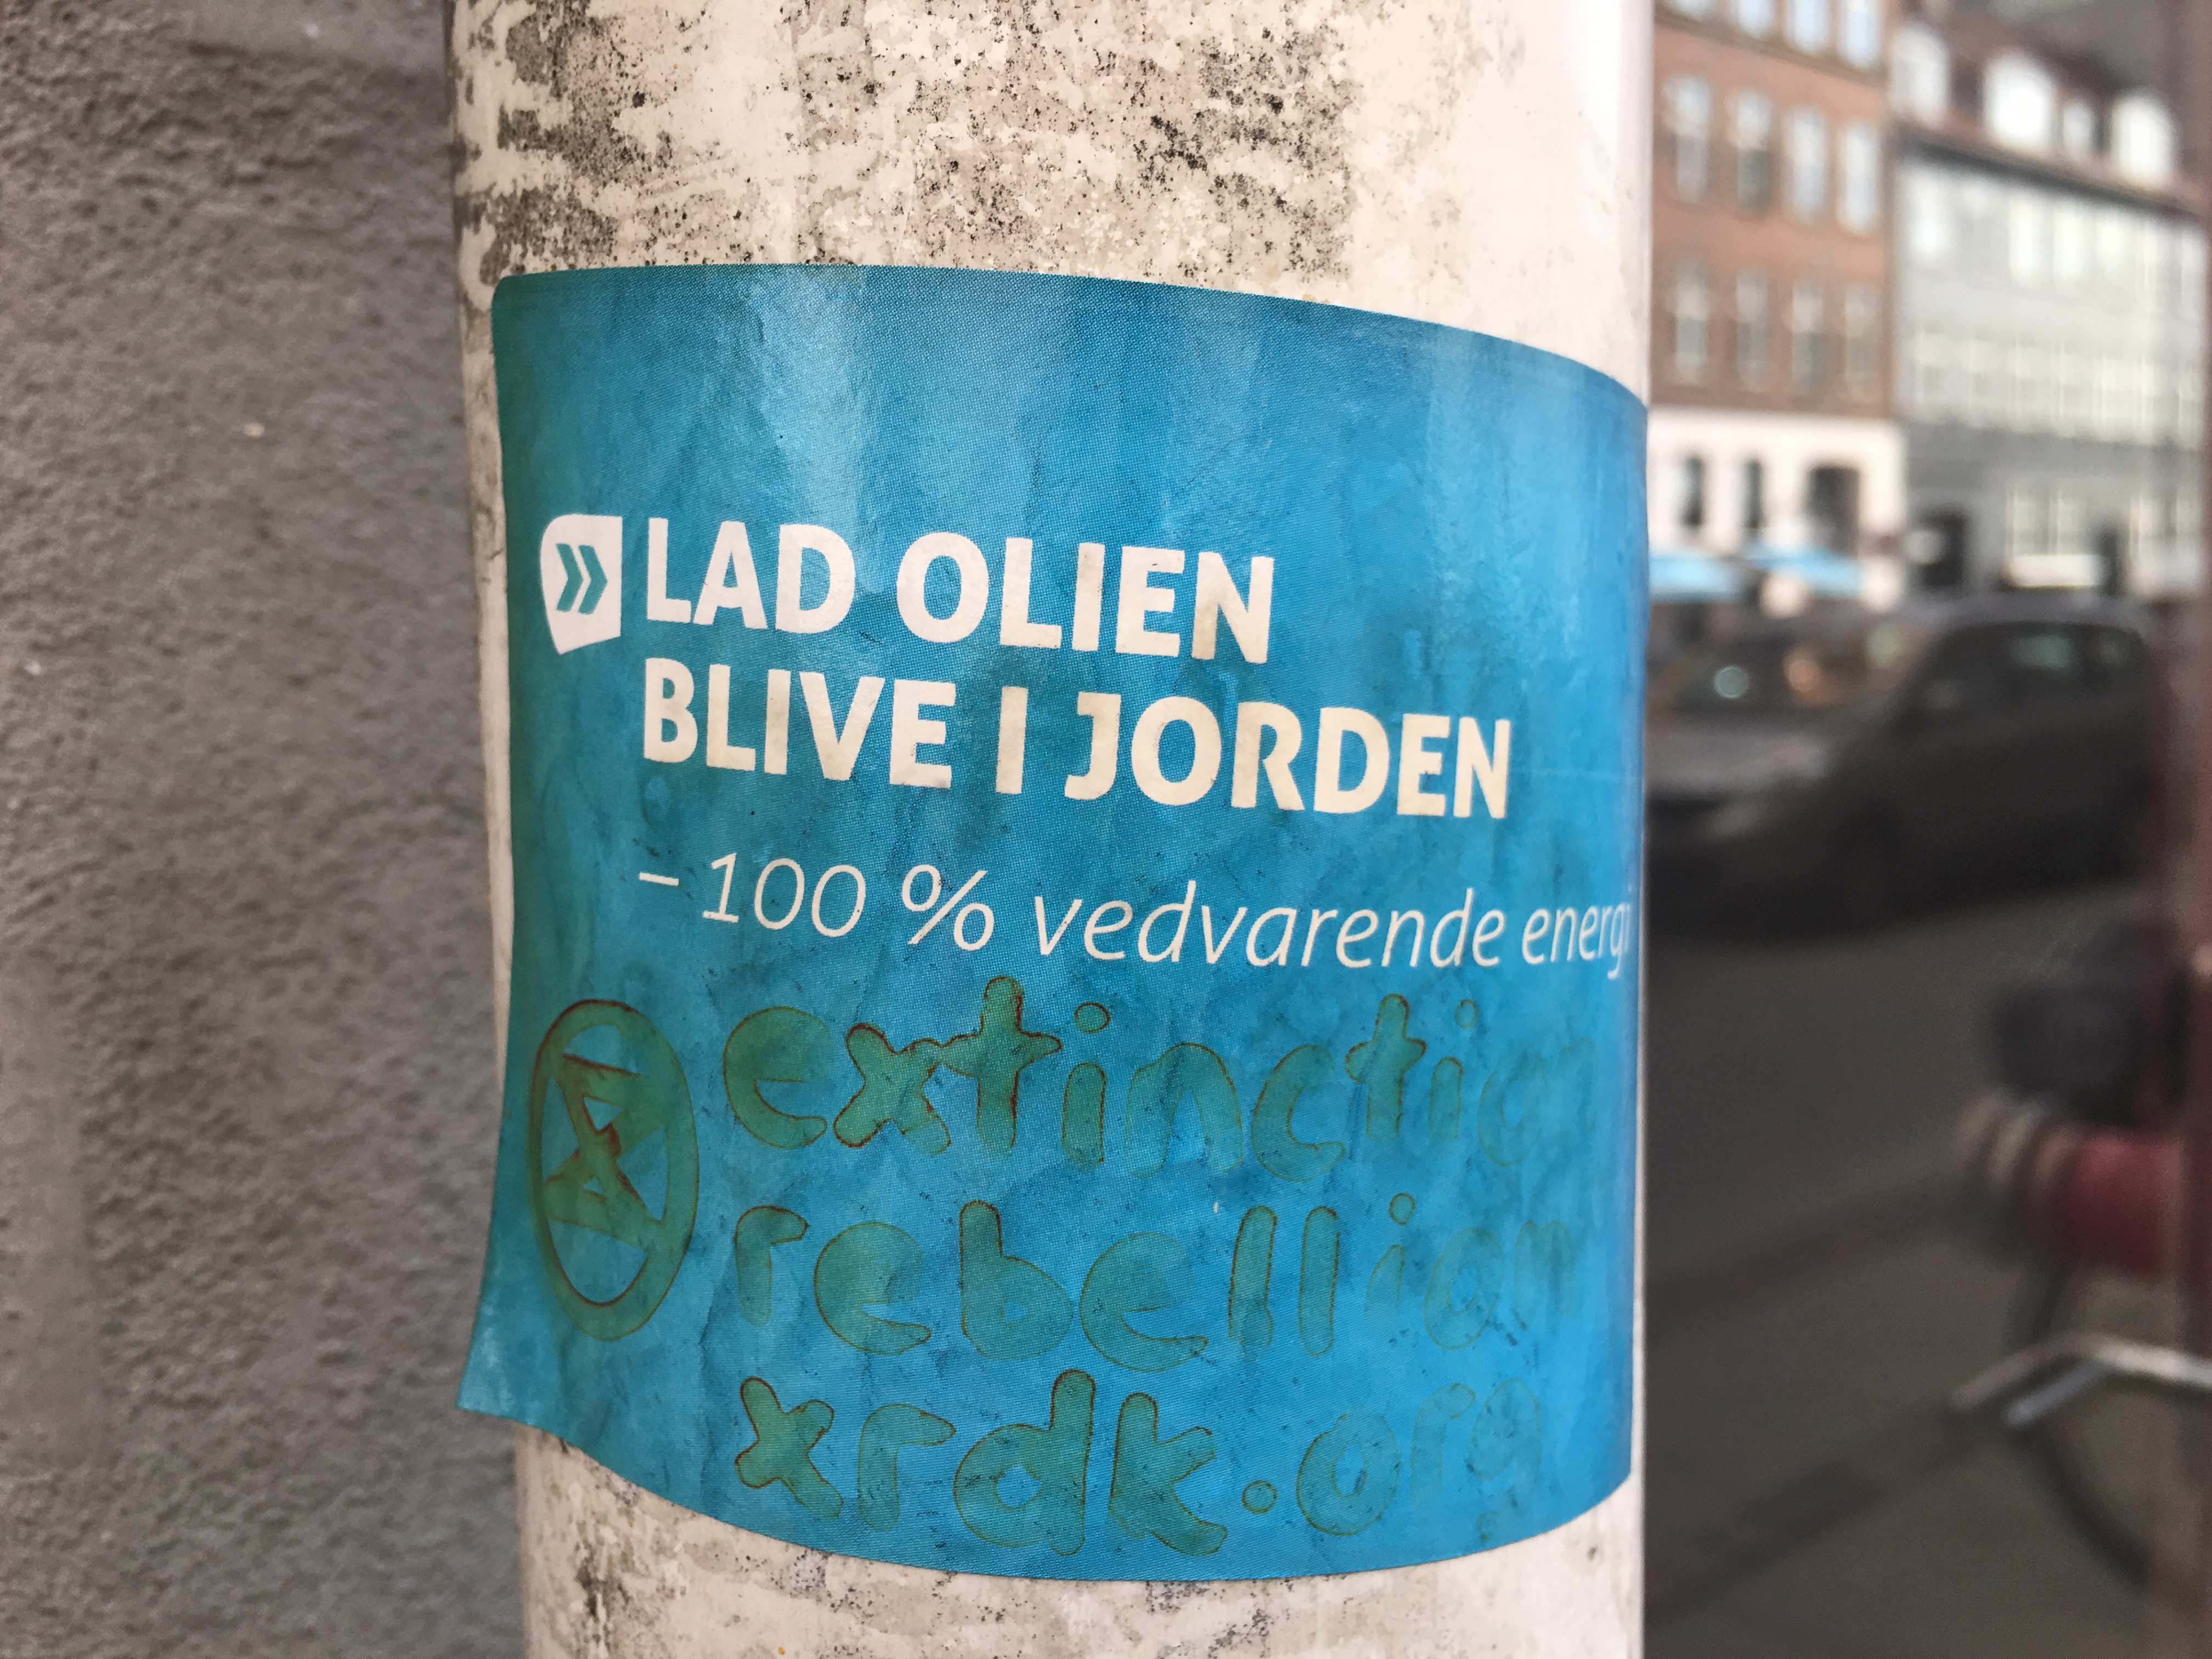 LAD OLIEN
BLIVE I JORDEN
– 100 % vedvarende energi
extinction
rebellion
xrdk.org